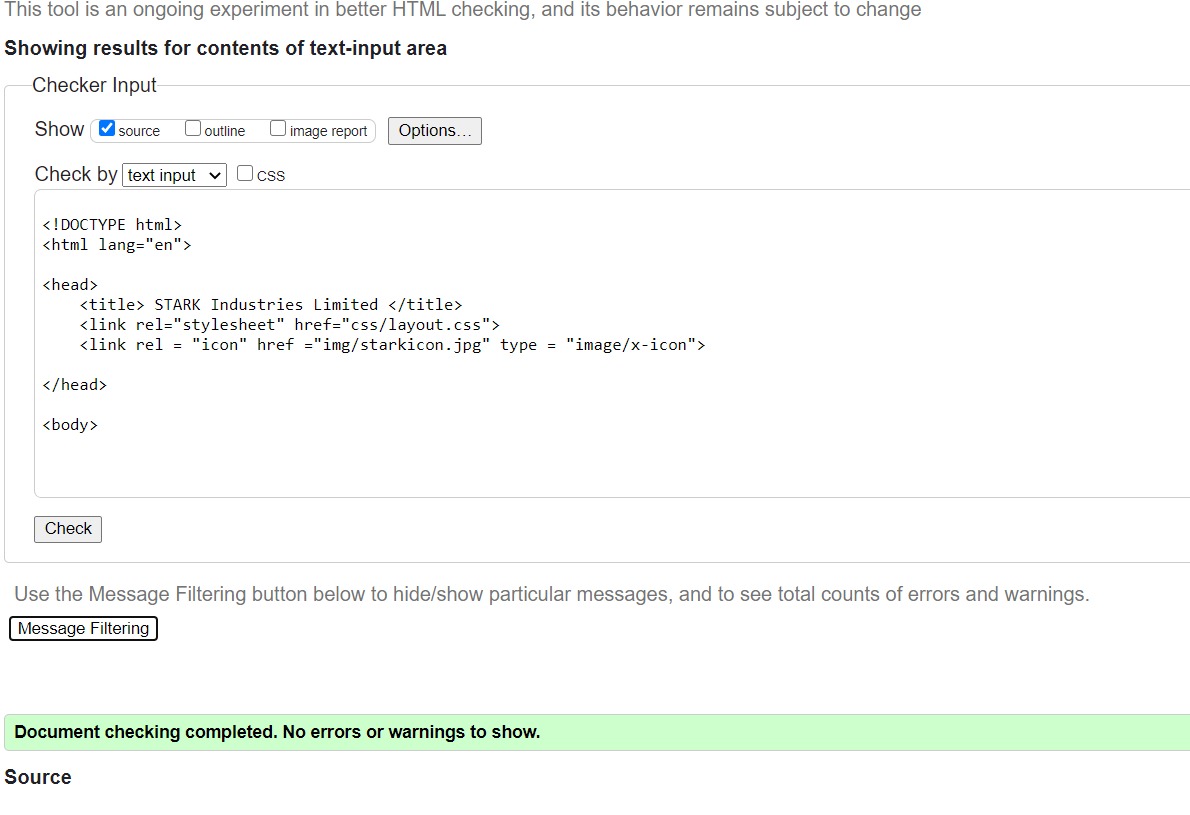 This tool is an ongoing experiment in better HTML checking, and its behavior remains subject to change
Showing results for contents of text-input area
Checker Input
Show source outline image report Options...
Check by text input CSS
<!DOCTYPE html>
<html lang="en">
<head>
<title> STARK Industries Limited </title>
<link rel="stylesheet" href="css/layout.css">
<link rel = "icon" href ="img/starkicon.jpg" type = "image/x-icon">
</head>
<body>
Check
Use the Message Filtering button below to hide/show particular messages, and to see total counts of errors and warnings.
Message Filtering
Document checking completed. No errors or warnings to show.
Source